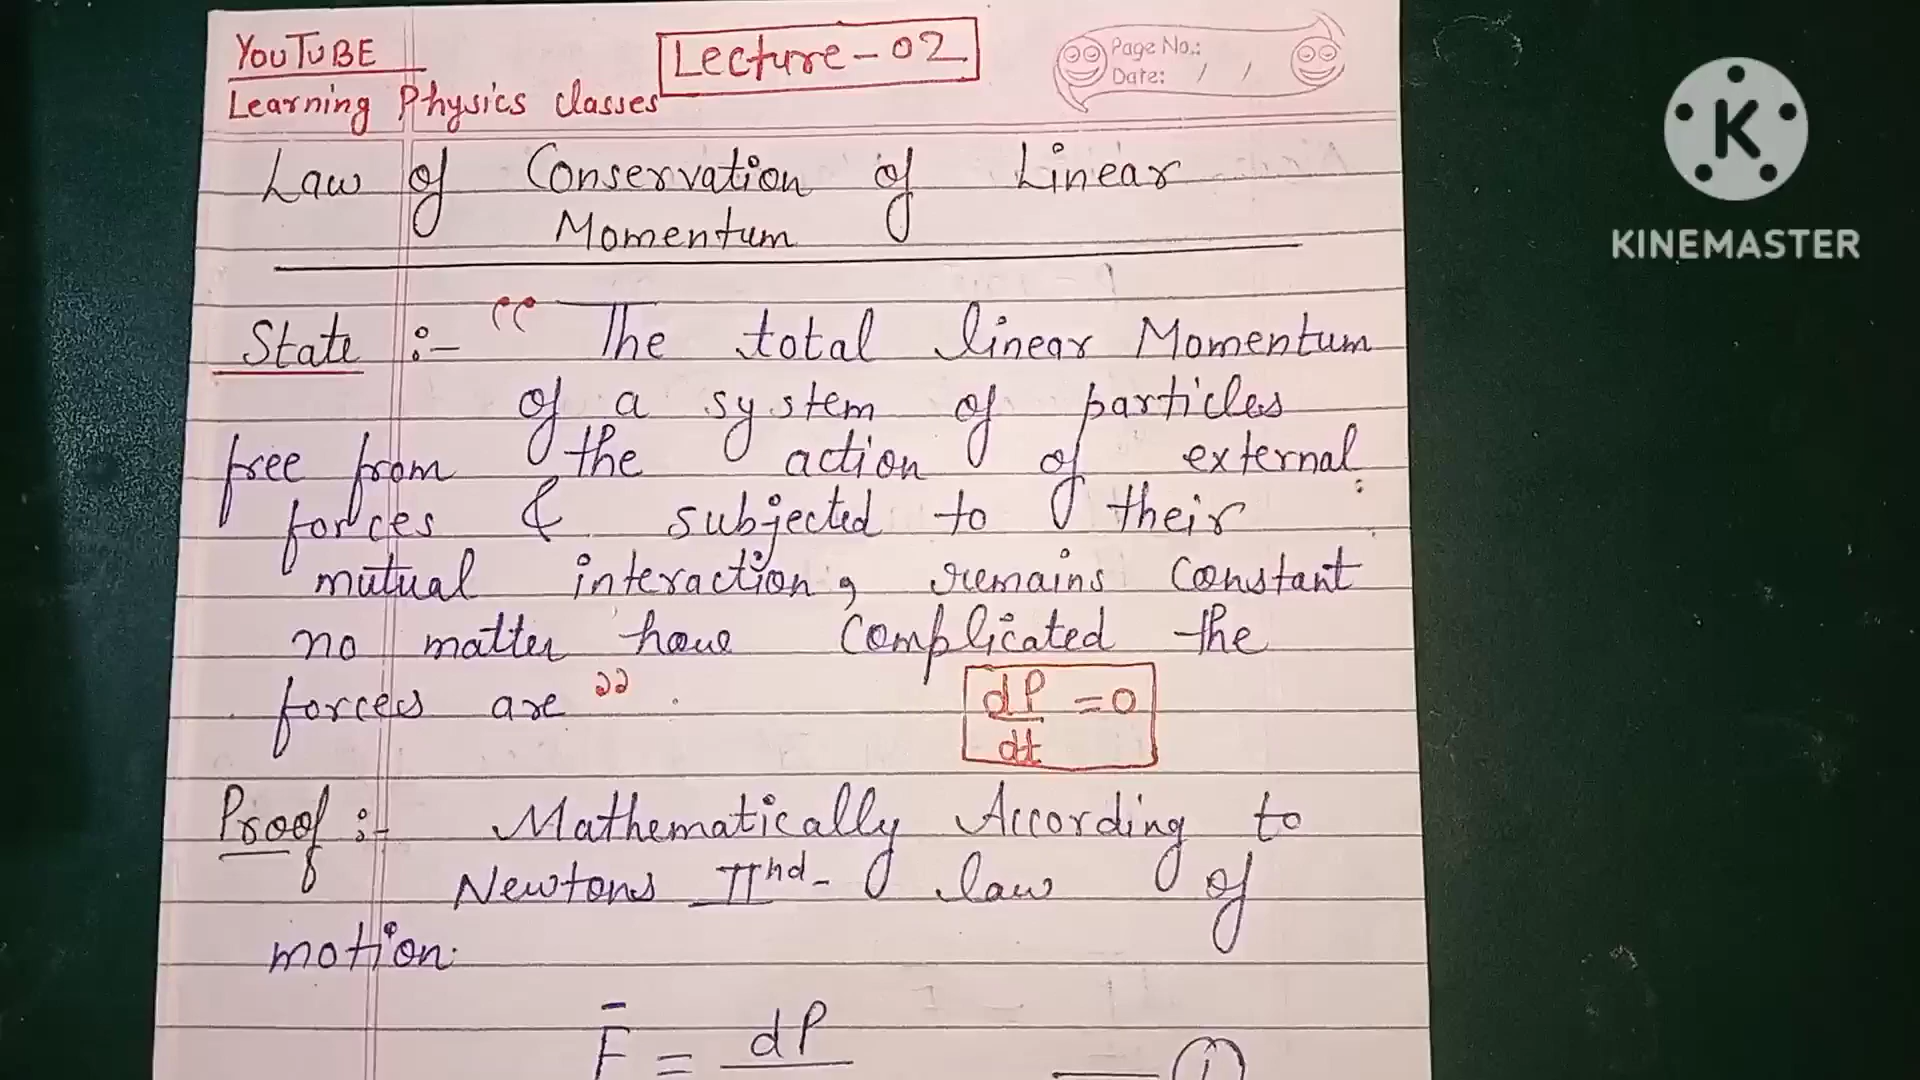 YOUTUBE
Learning Physics classes
Lecture-02
Page No.:
Date: / /
K
KINEMASTER
Law of Conservation of Linear
Momentum
State :- “ The total linear Momentum
of a system of particles
free from the action of external
forces & subjected to their
mutual interaction, remains constant
no matter how complicated the
forces are ” .
dP
— = 0
dt
Proof :- Mathematically According to
Newtons IInd- law of
motion.
F̄ = dP — ①